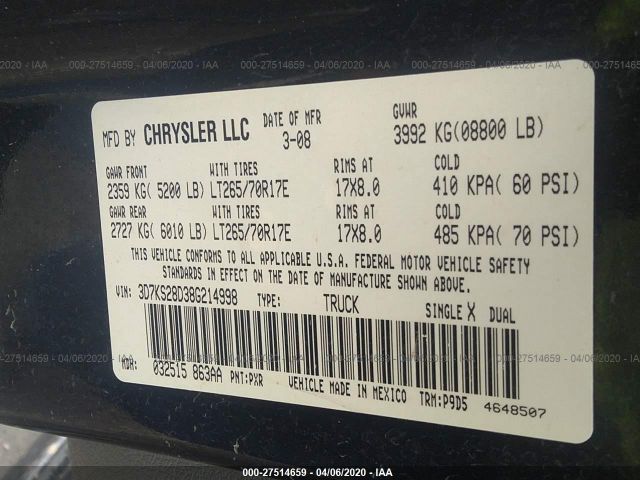 000-27514659 - 04/06/2020 - IAA
MFD BY CHRYSLER LLC DATE OF MFR GVWR
3-08 3992 KG(08800 LB)
GAWR FRONT WITH TIRES RIMS AT COLD
2359 KG( 5200 LB) LT265/70R17E 17X8.0 410 KPA( 60 PSI)
GAWR REAR WITH TIRES RIMS AT COLD
2727 KG( 6010 LB) LT265/70R17E 17X8.0 485 KPA( 70 PSI)
THIS VEHICLE CONFORMS TO ALL APPLICABLE U.S.A. FEDERAL MOTOR VEHICLE SAFETY
STANDARDS IN EFFECT ON THE DATE OF MANUFACTURE SHOWN ABOVE.
VIN: 3D7KS28D38G214998 TYPE: TRUCK SINGLE X DUAL
MDH: 032515 863AA PNT:PXR VEHICLE MADE IN MEXICO TRM:P9D5 4648507
000-27514659 - 04/06/2020 - IAA